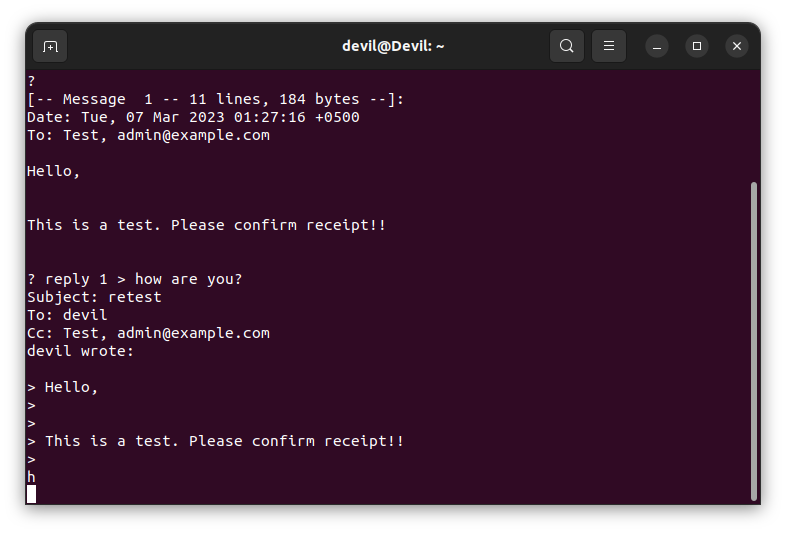 devil@Devil: ~
?
[-- Message  1 -- 11 lines, 184 bytes --]:
Date: Tue, 07 Mar 2023 01:27:16 +0500
To: Test, admin@example.com
Hello,
This is a test. Please confirm receipt!!
? reply 1 > how are you?
Subject: retest
To: devil
Cc: Test, admin@example.com
devil wrote:
> Hello,
>
>
> This is a test. Please confirm receipt!!
>
h